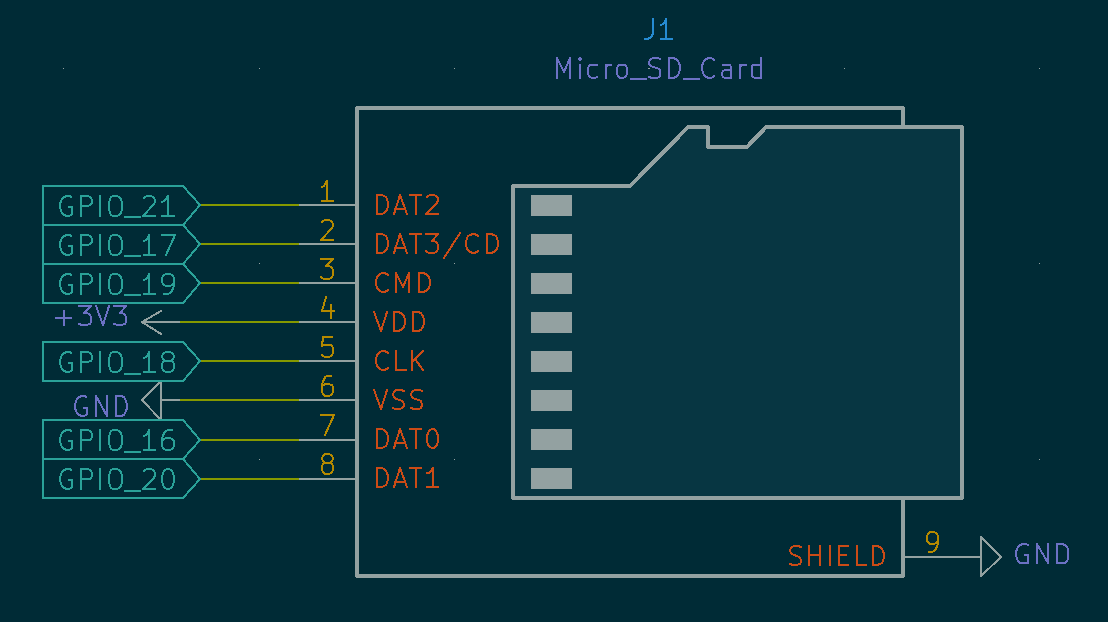 J1
Micro_SD_Card
GPIO_21 1 DAT2
GPIO_17 2 DAT3/CD
GPIO_19 3 CMD
+3V3 4 VDD
GPIO_18 5 CLK
GND 6 VSS
GPIO_16 7 DAT0
GPIO_20 8 DAT1
SHIELD 9 GND